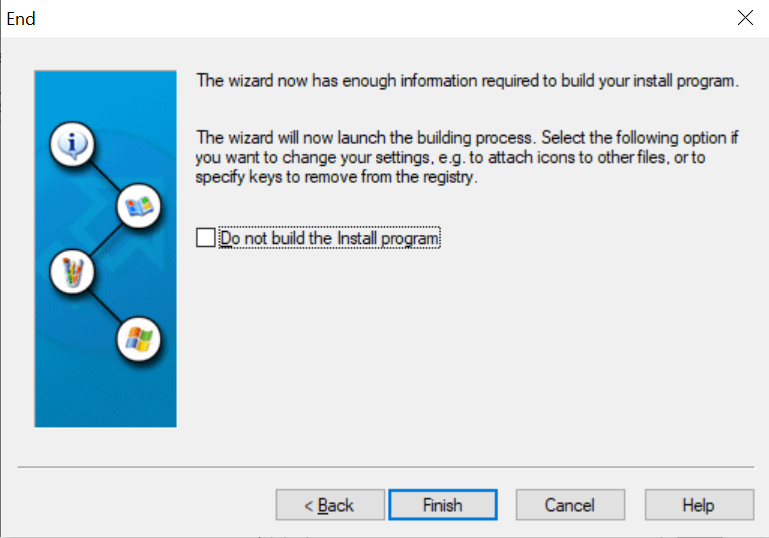 End
The wizard now has enough information required to build your install program.
The wizard will now launch the building process. Select the following option if
you want to change your settings, e.g. to attach icons to other files, or to
specify keys to remove from the registry.
Do not build the Install program
< Back
Finish
Cancel
Help